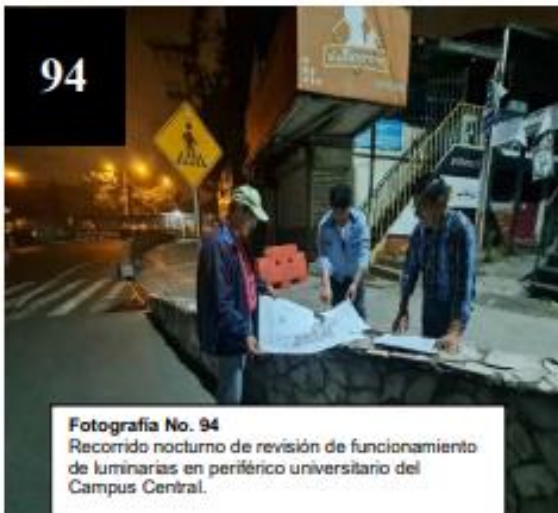 94
Fotografía No. 94
Recorrido nocturno de revisión de funcionamiento
de luminarias en periférico universitario del
Campus Central.